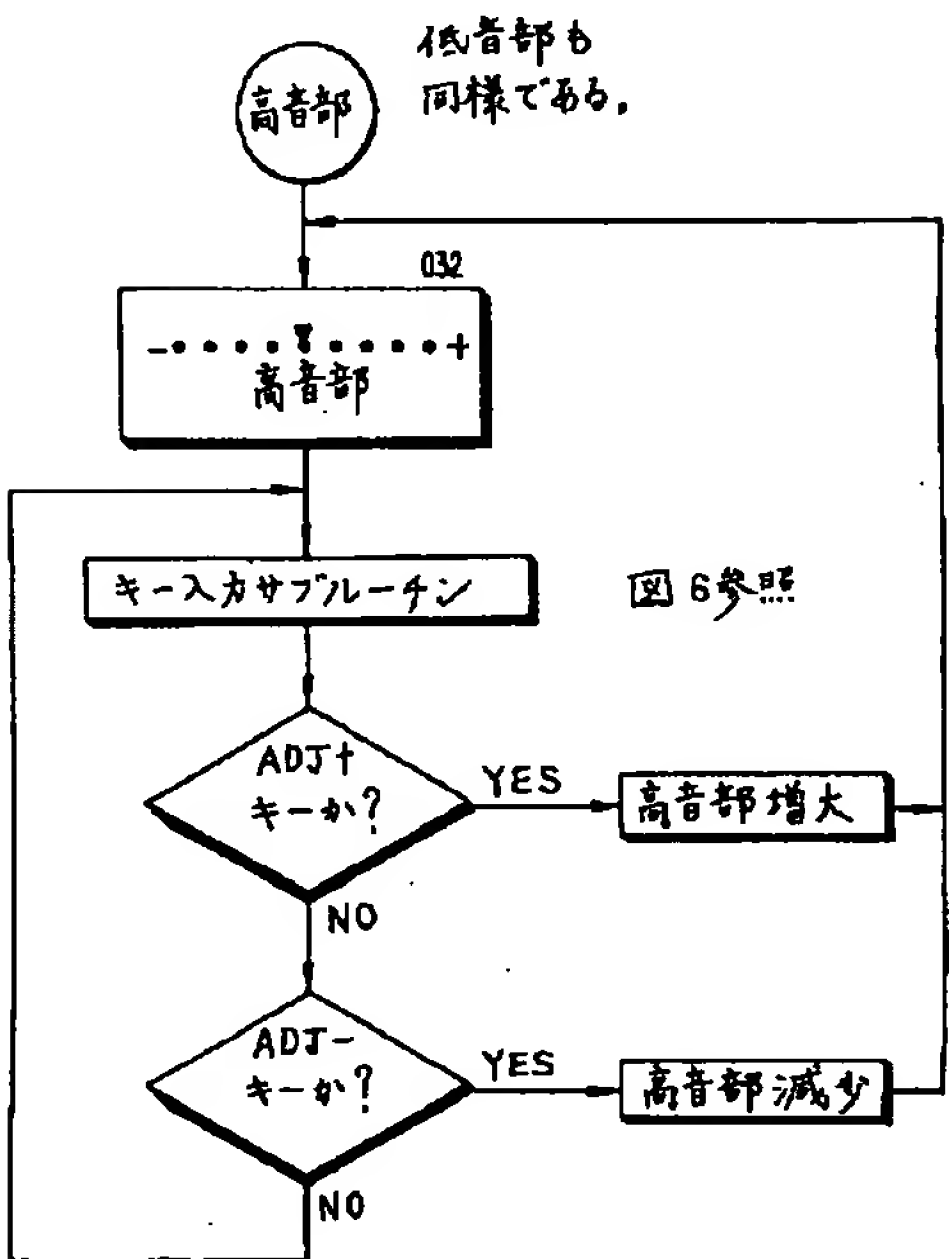 低音部も
同様である。
高音部
032
-•••••••••+
高音部
キー入力サブルーチン
図6参照
ADJ+
キーか?
YES
高音部増大
NO
ADJ-
キーか?
YES
高音部減少
NO